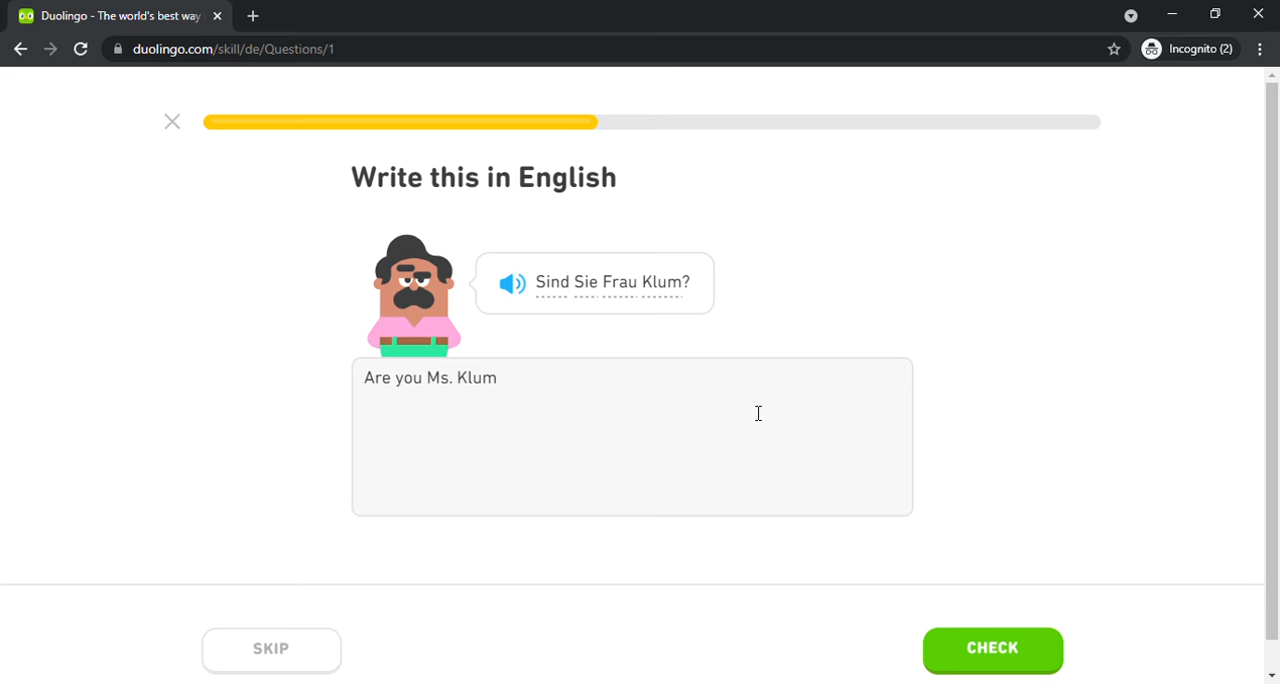 Duolingo - The world's best way
duolingo.com/skill/de/Questions/1
Incognito (2)
Write this in English
Sind Sie Frau Klum?
Are you Ms. Klum
SKIP
CHECK